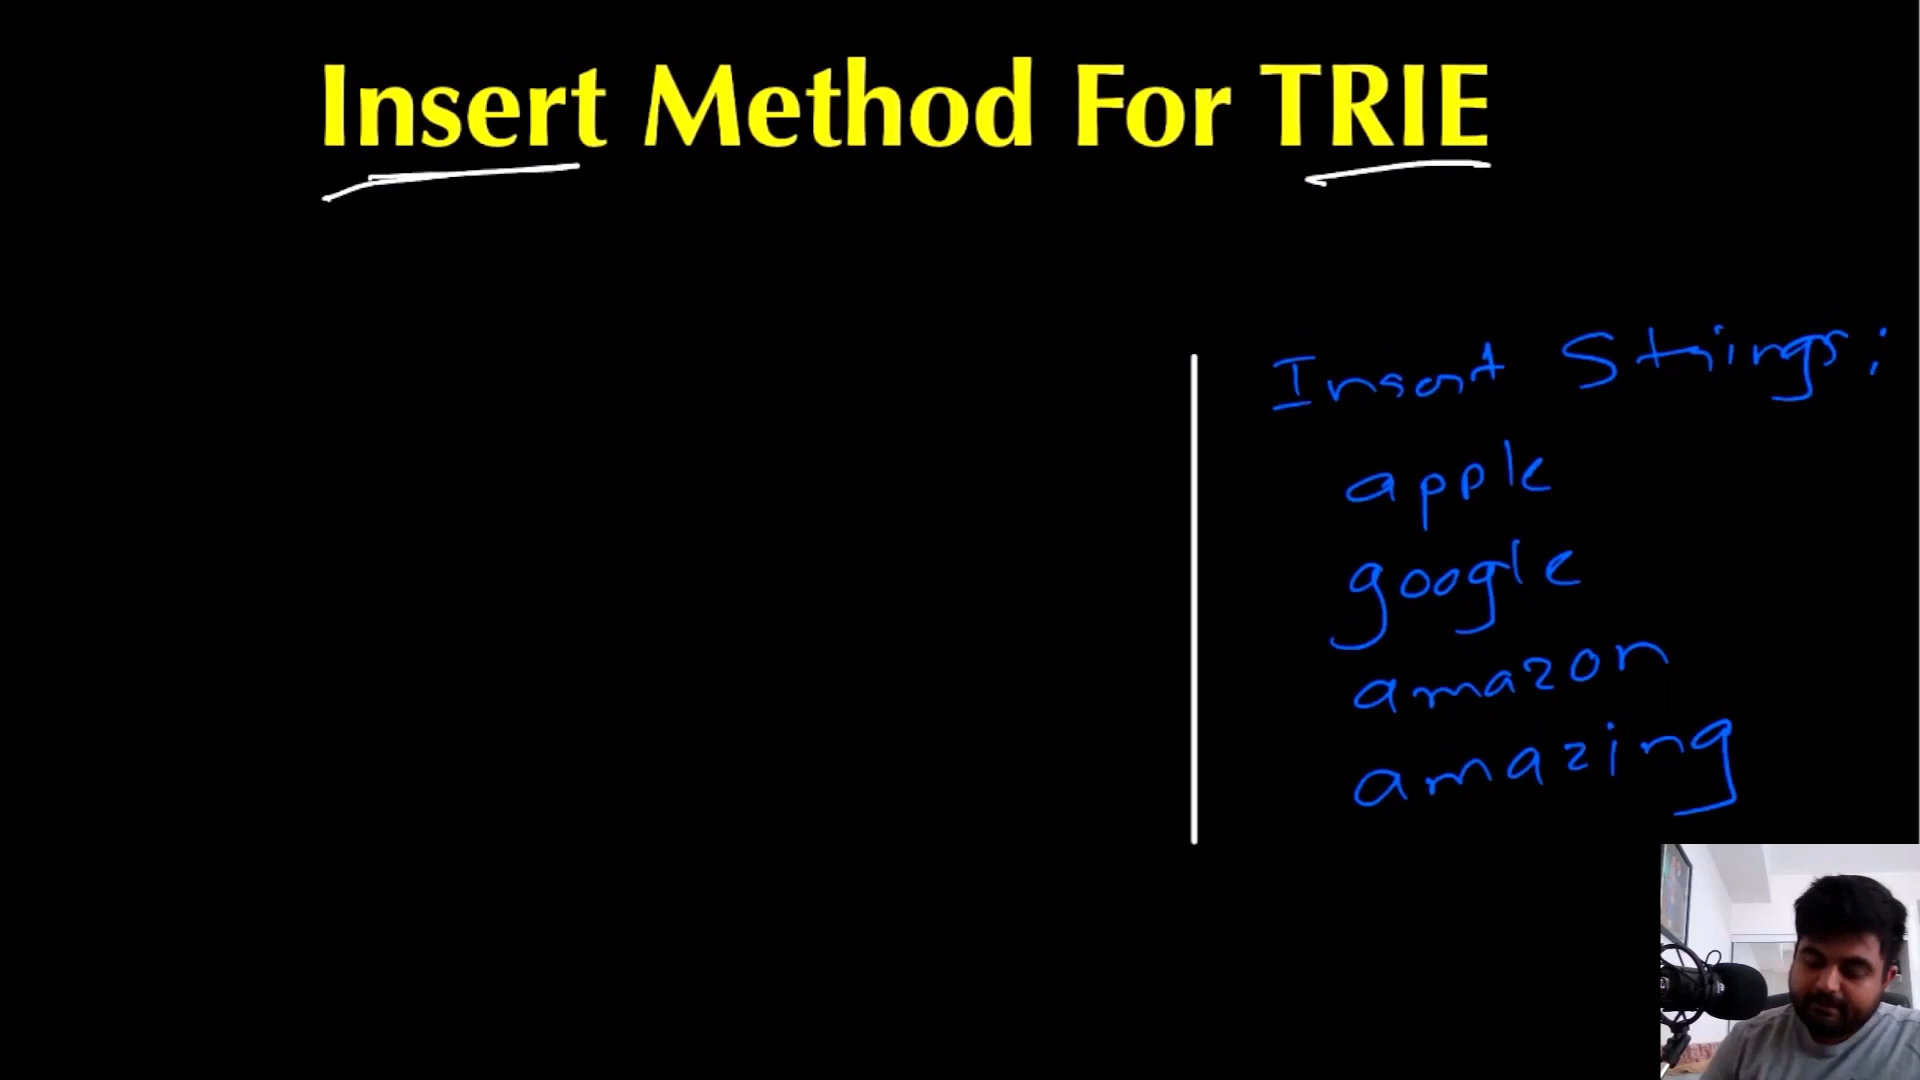 Insert Method For TRIE
Insert Strings:
apple
google
amazon
amazing